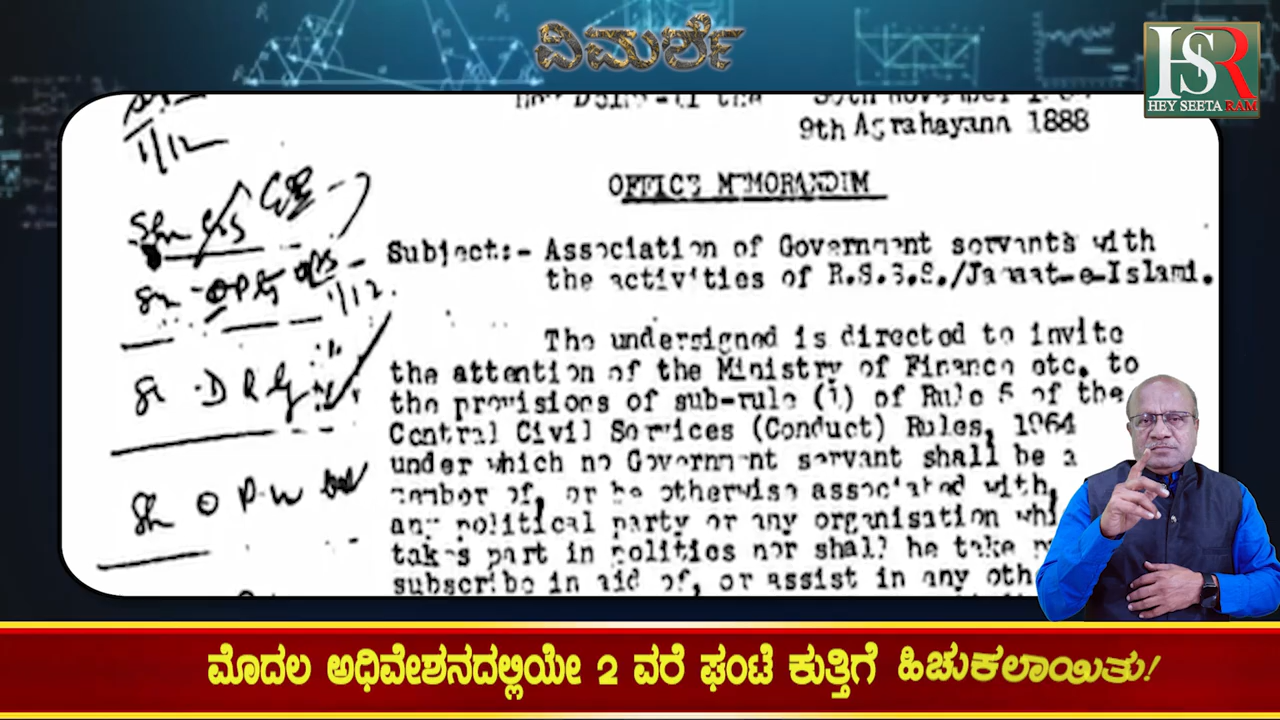 ವಿಮರ್ಶೆ
HSR
HEY SEETA RAM
9th Agrahayana 1888
OFFICE MEMORANDUM
Subject:- Association of Government servants with
the activities of R.S.S.S./Jamaat-e-Islami.
The undersigned is directed to invite
the attention of the Ministry of Finance etc. to
the provisions of sub-rule (i) of Rule 5 of the
Central Civil Services (Conduct) Rules, 1964
under which no Government servant shall be a
member of, or be otherwise associated with,
any political party or any organisation
takes part in politics nor shall he take
subscribe in aid of, or assist in any
1/12
1/12
ಮೊದಲ ಅಧಿವೇಶನದಲ್ಲಿಯೇ 2 ವರೆ ಘಂಟೆ ಕುತ್ತಿಗೆ ಹಿಚುಕಲಾಯಿತು!